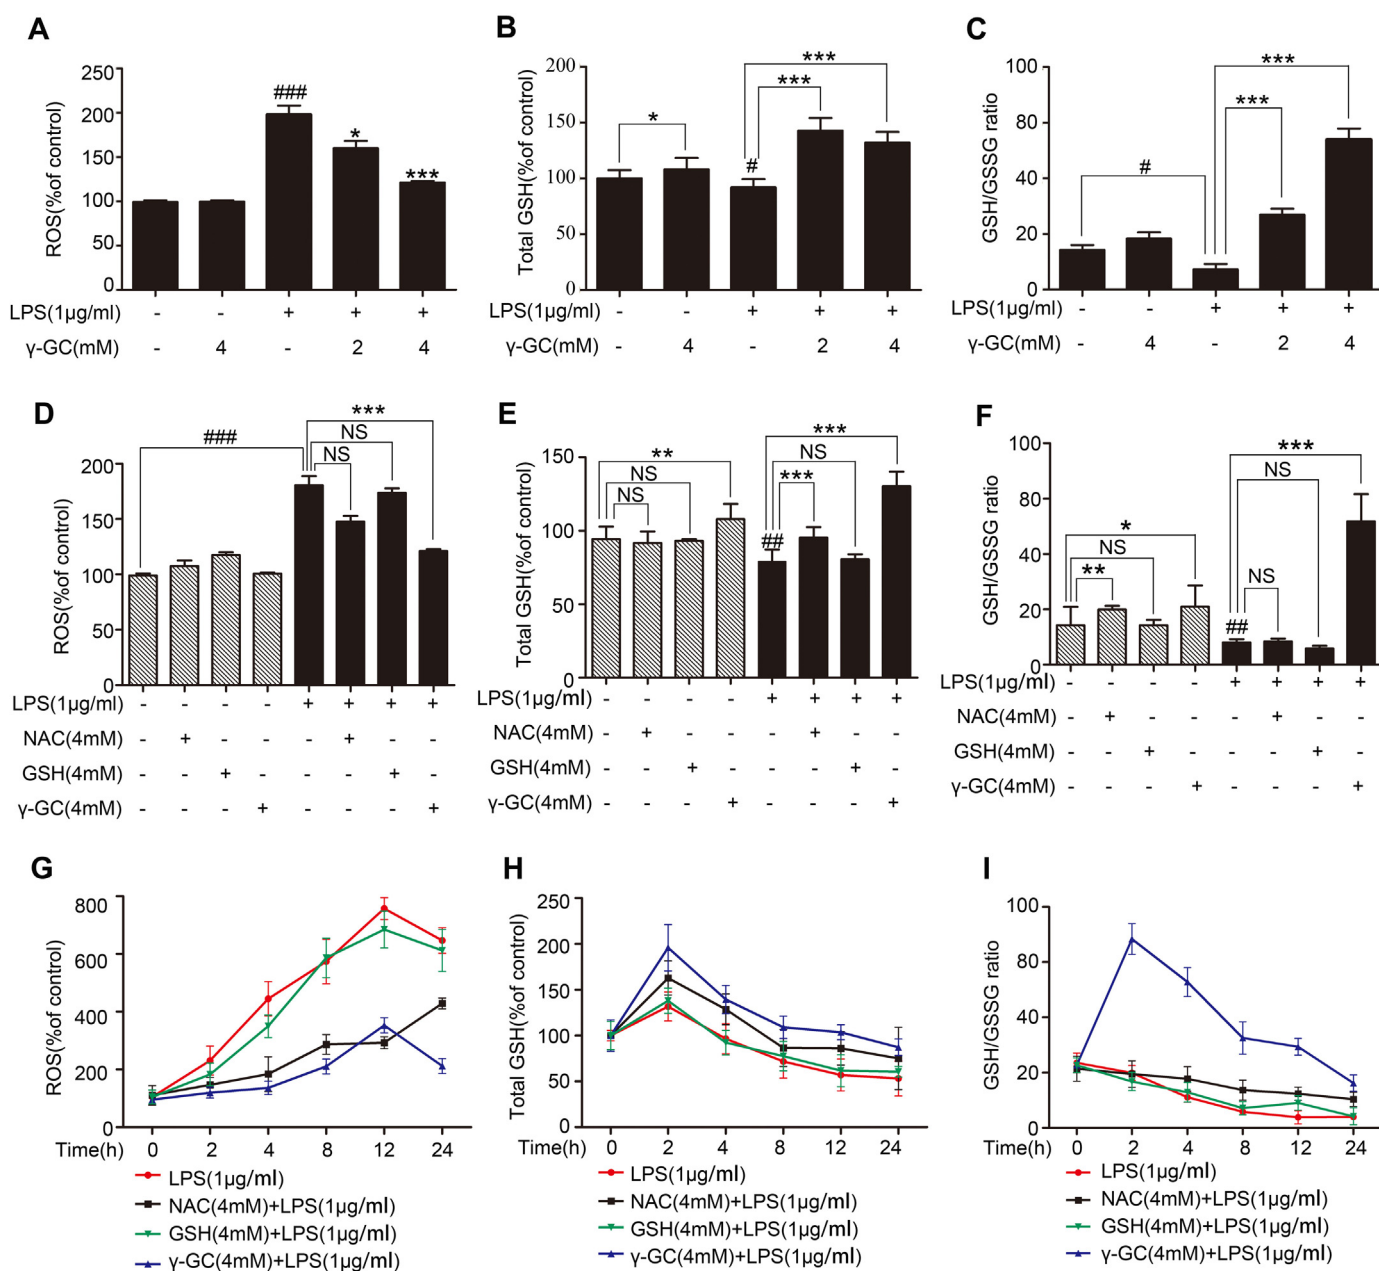 A
ROS(%of control)
250
200
150
100
50
0
###
*
***
LPS(1µg/ml) - - + + +
γ-GC(mM) - 4 - 2 4
B
Total GSH(%of control)
200
150
100
50
0
*
#
***
***
LPS(1µg/ml) - - + + +
γ-GC(mM) - 4 - 2 4
C
GSH/GSSG ratio
100
80
40
20
0
#
***
***
LPS(1µg/ml) - - + + +
γ-GC(mM) - 4 - 2 4
D
ROS(%of control)
200
150
100
50
0
###
***
NS
NS
LPS(1µg/ml) - - - - + + + +
NAC(4mM) - + - - - + - -
GSH(4mM) - - + - - - + -
γ-GC(4mM) - - - + - - - +
E
Total GSH(%of control)
150
100
50
0
**
NS
NS
***
NS
***
##
LPS(1µg/ml) - - - - + + + +
NAC(4mM) - + - - - + - -
GSH(4mM) - - + - - - + -
γ-GC(4mM) - - - + - - - +
F
GSH/GSSG ratio
80
60
40
20
0
*
NS
**
***
NS
NS
##
LPS(1µg/ml) - - - - + + + +
NAC(4mM) - + - - - + - -
GSH(4mM) - - + - - - + -
γ-GC(4mM) - - - + - - - +
G
ROS(%of control)
800
600
400
200
0
Time(h) 0 2 4 8 12 24
LPS(1µg/ml)
NAC(4mM)+LPS(1µg/ml)
GSH(4mM)+LPS(1µg/ml)
γ-GC(4mM)+LPS(1µg/ml)
H
Total GSH(%of control)
250
200
150
100
50
0
Time(h) 0 2 4 8 12 24
LPS(1µg/ml)
NAC(4mM)+LPS(1µg/ml)
GSH(4mM)+LPS(1µg/ml)
γ-GC(4mM)+LPS(1µg/ml)
I
GSH/GSSG ratio
100
80
60
40
20
0
Time(h) 0 2 4 8 12 24
LPS(1µg/ml)
NAC(4mM)+LPS(1µg/ml)
GSH(4mM)+LPS(1µg/ml)
γ-GC(4mM)+LPS(1µg/ml)